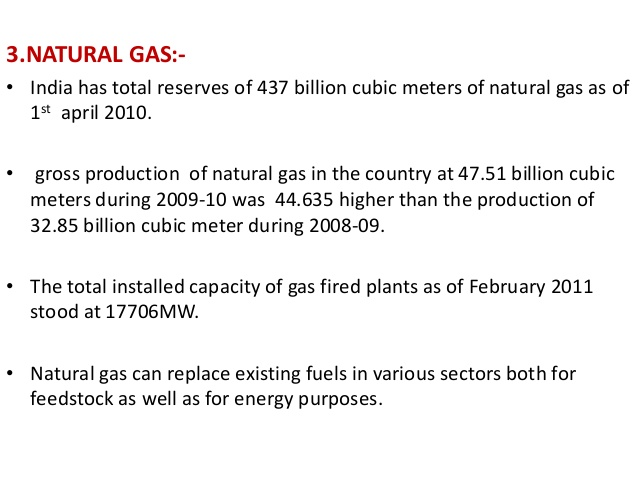 3.NATURAL GAS:-
• India has total reserves of 437 billion cubic meters of natural gas as of
1st april 2010.
• gross production of natural gas in the country at 47.51 billion cubic
meters during 2009-10 was 44.635 higher than the production of
32.85 billion cubic meter during 2008-09.
• The total installed capacity of gas fired plants as of February 2011
stood at 17706MW.
• Natural gas can replace existing fuels in various sectors both for
feedstock as well as for energy purposes.